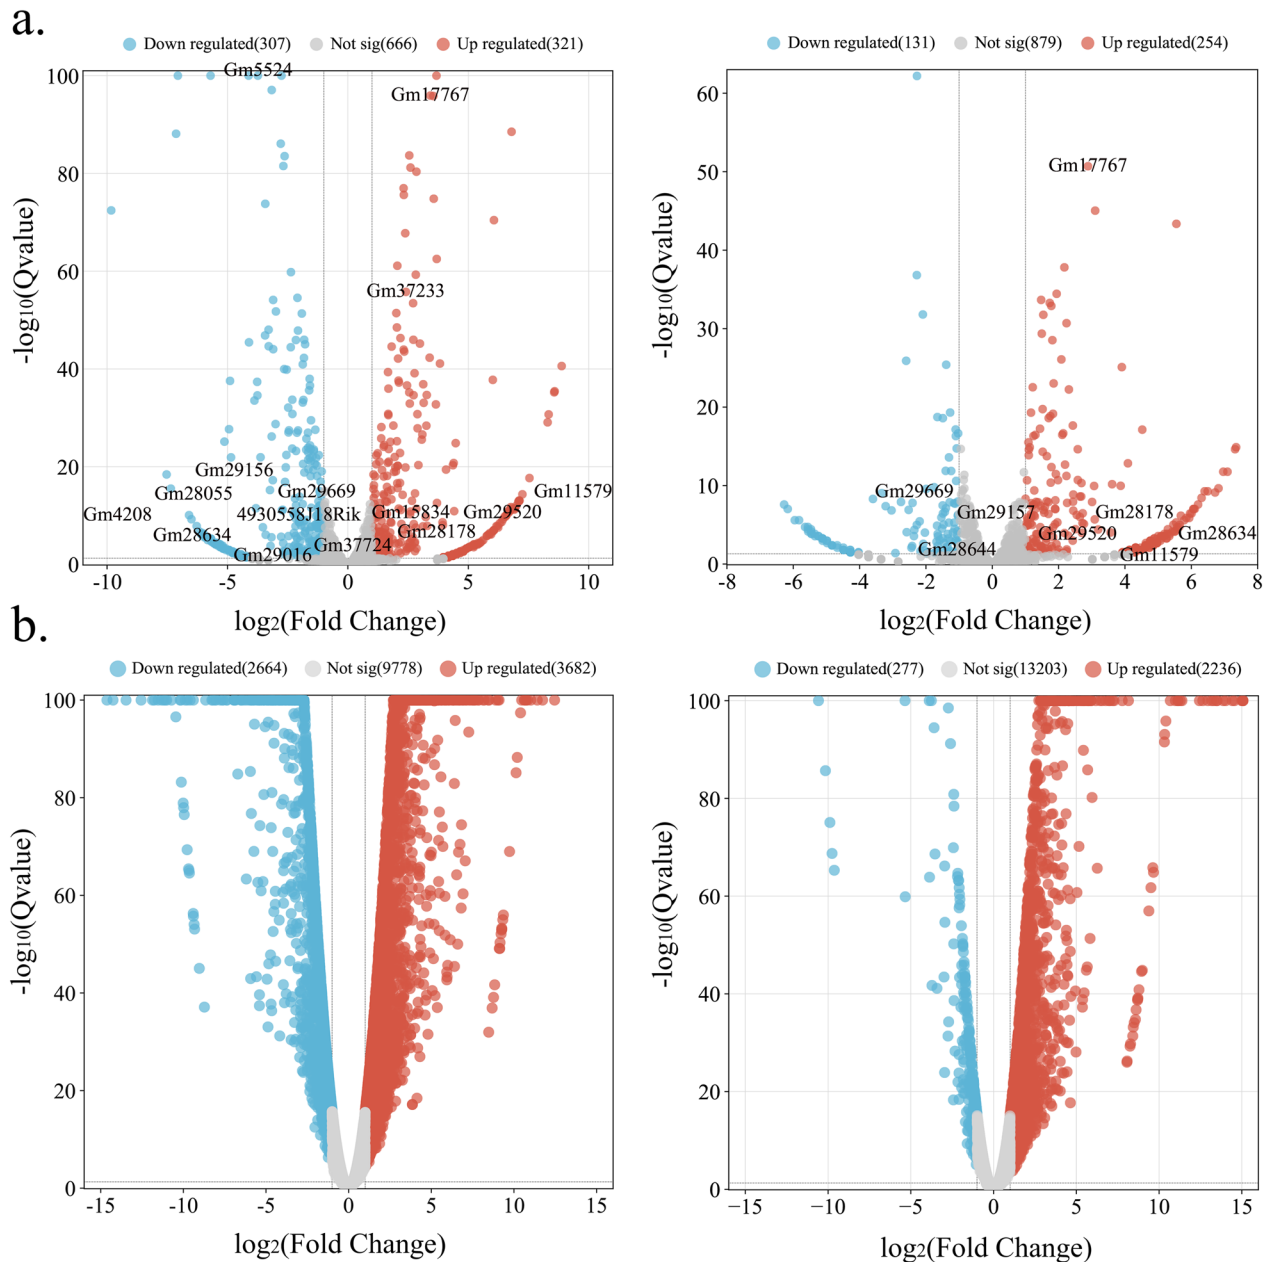 a.
Down regulated(307) Not sig(666) Up regulated(321)
100
80
60
40
20
0
-log10(Qvalue)
Gm5524
Gm17767
Gm37233
Gm29156
Gm28055
Gm29669
Gm11579
Gm4208
4930558J18Rik
Gm15834
Gm29520
Gm28634
Gm28178
Gm37724
Gm29016
-10 -5 0 5 10
log2(Fold Change)
Down regulated(131) Not sig(879) Up regulated(254)
60
50
40
30
20
10
0
-log10(Qvalue)
Gm17767
Gm29669
Gm29157
Gm28178
Gm29520
Gm28634
Gm28644
Gm11579
-8 -6 -4 -2 0 2 4 6 8
log2(Fold Change)
b.
Down regulated(2664) Not sig(9778) Up regulated(3682)
100
80
60
40
20
0
-log10(Qvalue)
-15 -10 -5 0 5 10 15
log2(Fold Change)
Down regulated(277) Not sig(13203) Up regulated(2236)
100
80
60
40
20
0
-log10(Qvalue)
−15 −10 −5 0 5 10 15
log2(Fold Change)